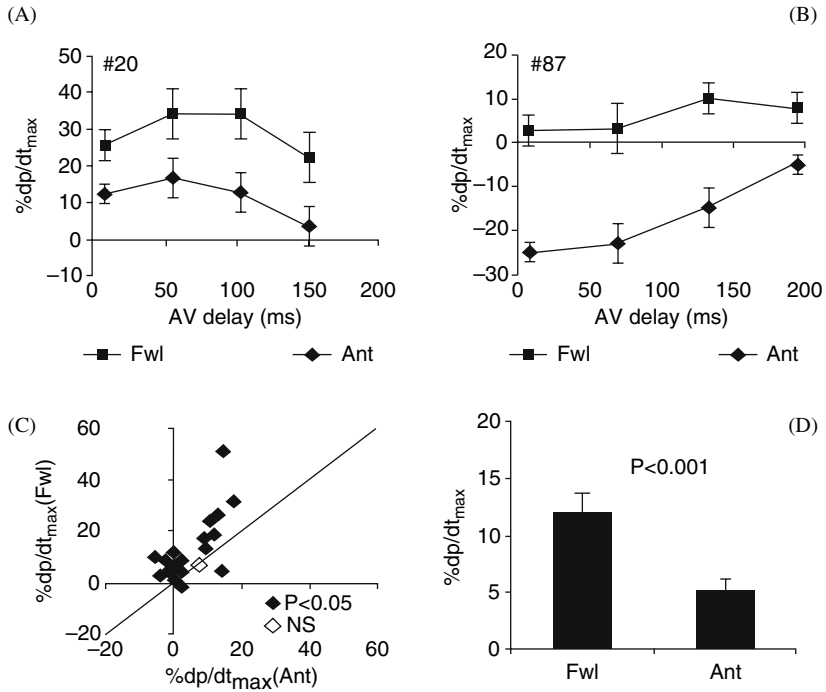 (A)
#20
50
40
30
20
10
0
−10
%dp/dtmax
0 50 100 150 200
AV delay (ms)
Fwl Ant
(B)
#87
20
10
0
−10
−20
−30
%dp/dtmax
0 50 100 150 200
AV delay (ms)
Fwl Ant
(C)
60
40
20
0
−20
%dp/dtmax(Fwl)
P<0.05
NS
−20 0 20 40 60
%dp/dtmax(Ant)
(D)
20
15
10
5
0
%dp/dtmax
P<0.001
Fwl Ant